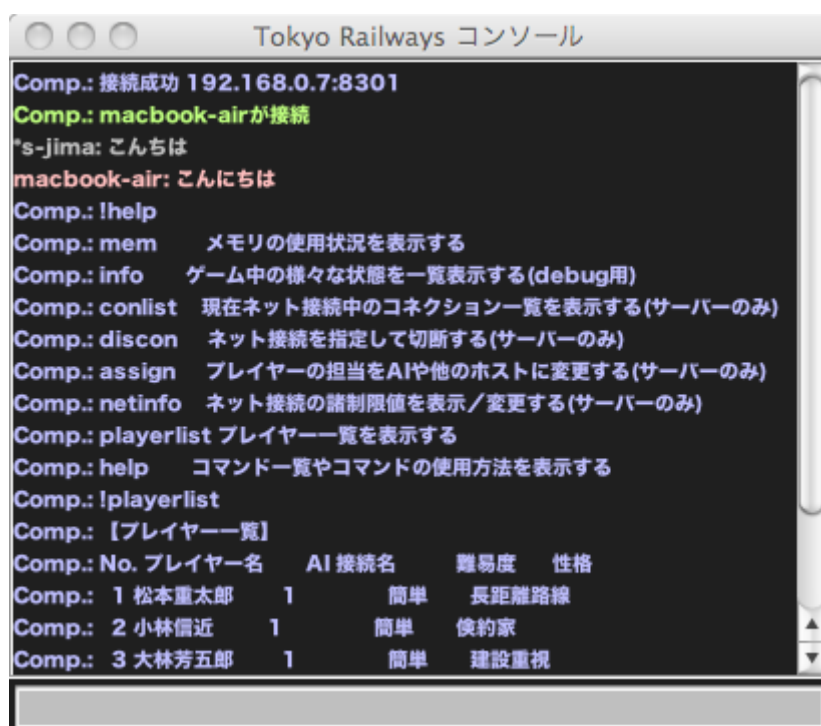 Tokyo Railways コンソール
Comp.: 接続成功 192.168.0.7:8301
Comp.: macbook-airが接続
*s-jima: こんちは
macbook-air: こんにちは
Comp.: !help
Comp.: mem メモリの使用状況を表示する
Comp.: info ゲーム中の様々な状態を一覧表示する(debug用)
Comp.: conlist 現在ネット接続中のコネクション一覧を表示する(サーバーのみ)
Comp.: discon ネット接続を指定して切断する(サーバーのみ)
Comp.: assign プレイヤーの担当をAIや他のホストに変更する(サーバーのみ)
Comp.: netinfo ネット接続の諸制限値を表示／変更する(サーバーのみ)
Comp.: playerlist プレイヤー一覧を表示する
Comp.: help コマンド一覧やコマンドの使用方法を表示する
Comp.: !playerlist
Comp.: 【プレイヤー一覧】
Comp.: No. プレイヤー名 AI 接続名 難易度 性格
Comp.: 1 松本重太郎 1 簡単 長距離路線
Comp.: 2 小林信近 1 簡単 倹約家
Comp.: 3 大林芳五郎 1 簡単 建設重視